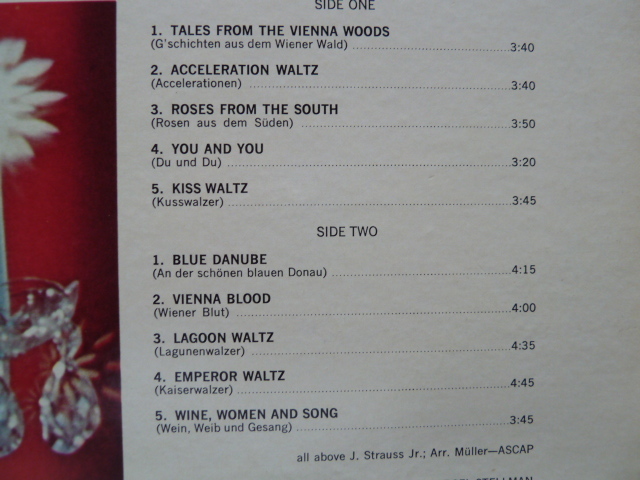 SIDE ONE
1. TALES FROM THE VIENNA WOODS
(G'schichten aus dem Wiener Wald) 3:40
2. ACCELERATION WALTZ
(Accelerationen) 3:40
3. ROSES FROM THE SOUTH
(Rosen aus dem Süden) 3:50
4. YOU AND YOU
(Du und Du) 3:20
5. KISS WALTZ
(Kusswalzer) 3:45
SIDE TWO
1. BLUE DANUBE
(An der schönen blauen Donau) 4:15
2. VIENNA BLOOD
(Wiener Blut) 4:00
3. LAGOON WALTZ
(Lagunenwalzer) 4:35
4. EMPEROR WALTZ
(Kaiserwalzer) 4:45
5. WINE, WOMEN AND SONG
(Wein, Weib und Gesang) 3:45
all above J. Strauss Jr.; Arr. Müller—ASCAP
STELLMAN